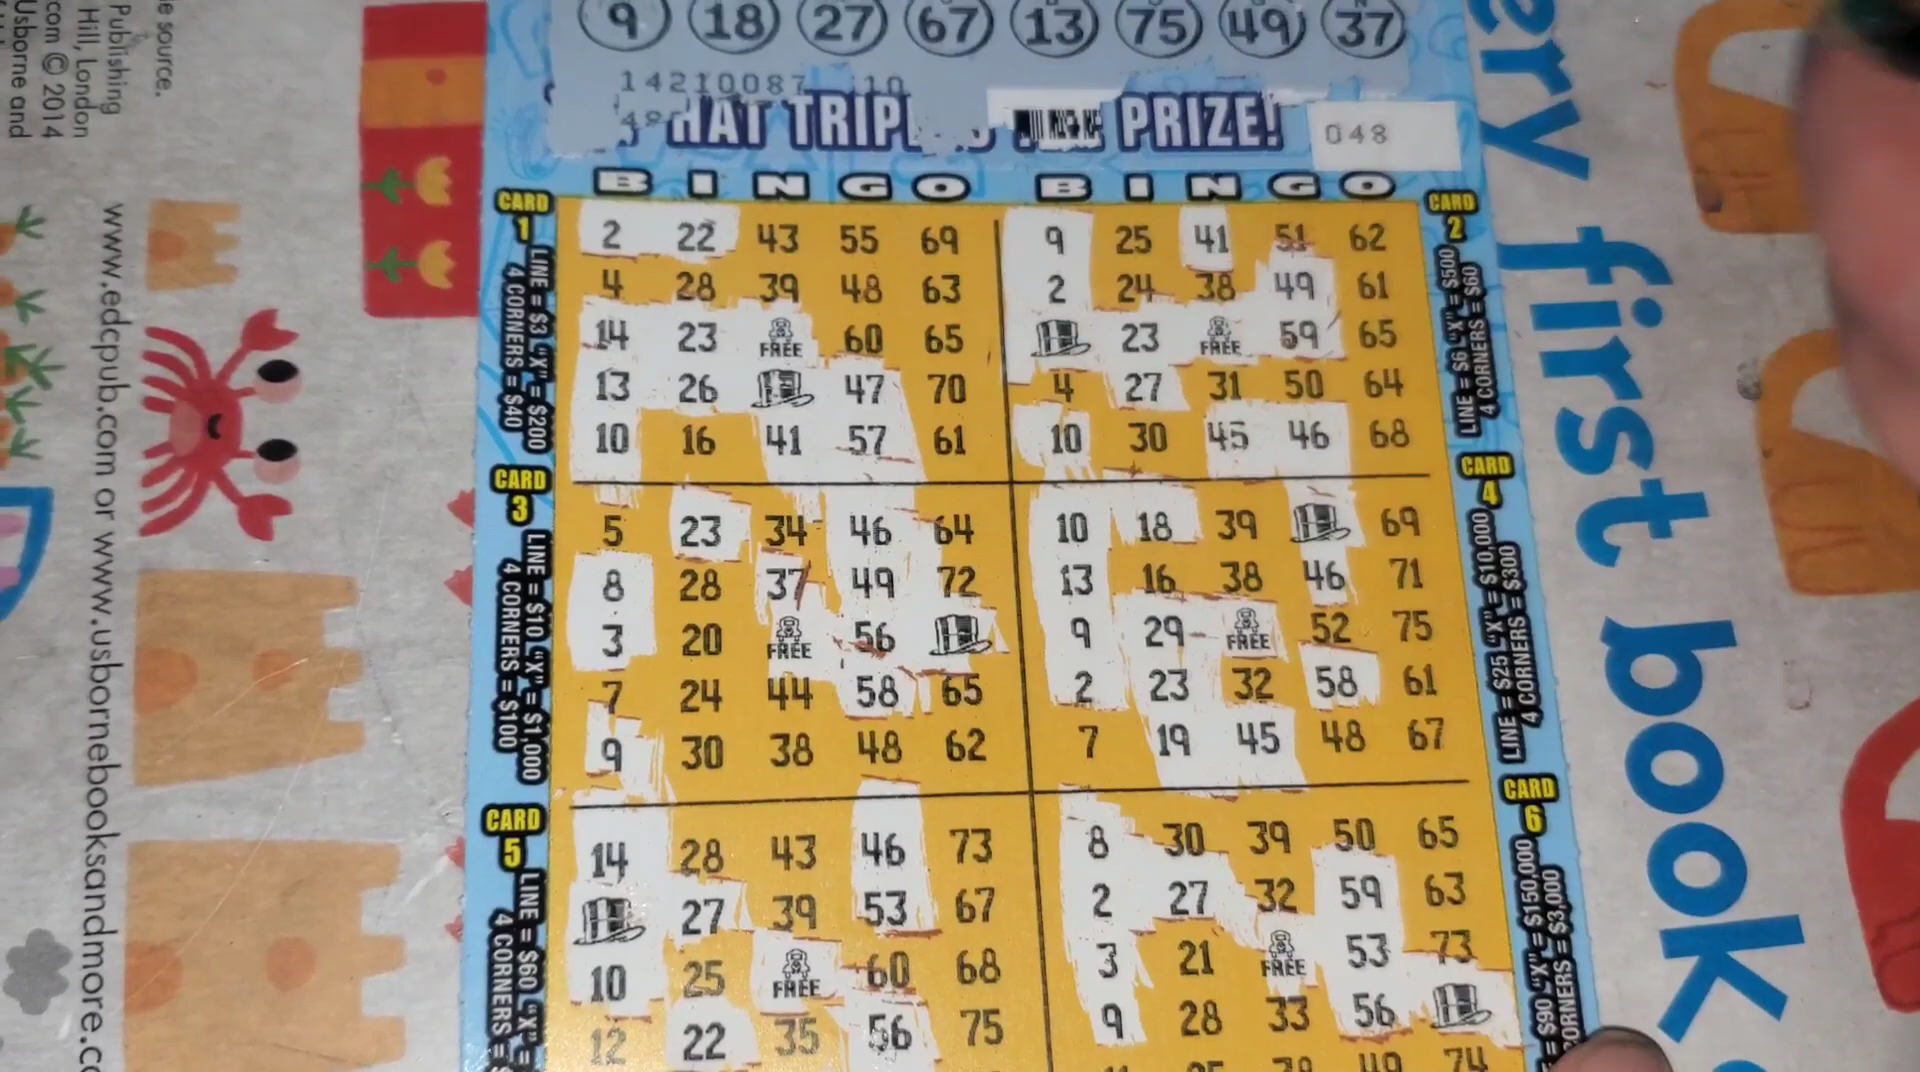 9 18 27 67 13 75 49 37
14210087 10
HAT TRIP PRIZE!
048
B I N G O B I N G O
CARD 1
LINE = $3 "X" = $200
4 CORNERS = $40
2 22 43 55 69
4 28 39 48 63
14 23 FREE 60 65
13 26 47 70
10 16 41 57 61
CARD 2
LINE = $6 "X" = $500
4 CORNERS = $60
9 25 41 51 62
2 24 38 49 61
23 FREE 59 65
4 27 31 50 64
10 30 45 46 68
CARD 3
LINE = $10 "X" = $1,000
4 CORNERS = $100
5 23 34 46 64
8 28 37 49 72
3 20 FREE 56
7 24 44 58 65
9 30 38 48 62
CARD 4
LINE = $25 "X" = $10,000
4 CORNERS = $300
10 18 39 69
13 16 38 46 71
9 29 FREE 52 75
2 23 32 58 61
7 19 45 48 67
CARD 5
LINE = $60 "X" =
4 CORNERS =
14 28 43 46 73
27 39 53 67
10 25 FREE 60 68
12 22 35 56 75
CARD 6
= $90 "X" = $150,000
CORNERS = $3,000
8 30 39 50 65
2 27 32 59 63
3 21 FREE 53 73
9 28 33 56
49 74
source.
Publishing
Hill, London
com © 2014
Usborne and
www.edcpub.com or www.usbornebooksandmore.c
ery first book